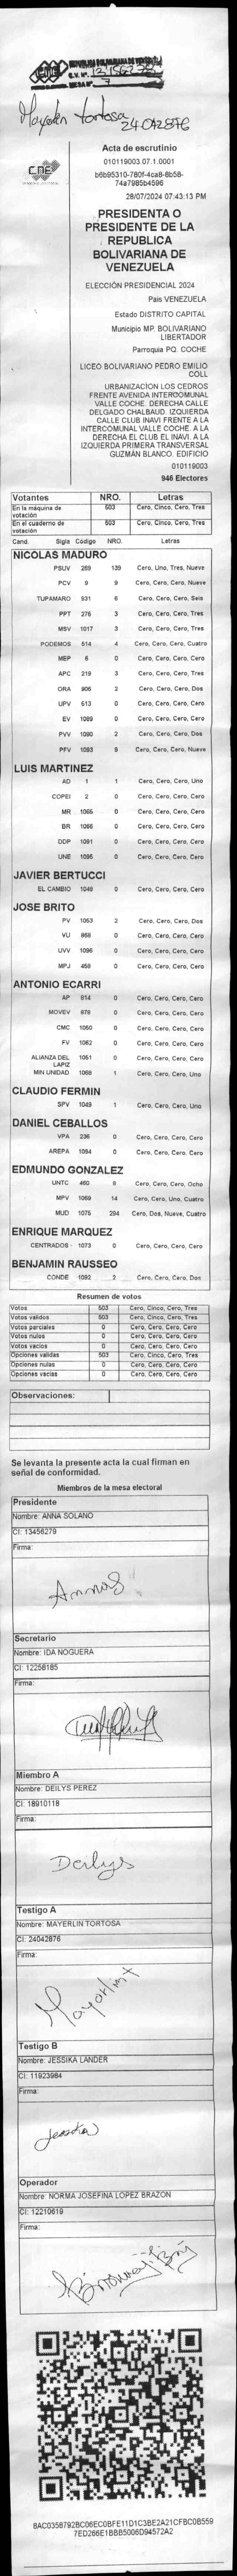 REPUBLICA BOLIVARIANA DE VENEZUELA
Mayerlin tortosa
24042876
CNE
Acta de escrutinio
010119003.07.1.0001
b6b95310-780f-4ca8-8b58-
74a7985b4596
28/07/2024 07:43:13 PM
PRESIDENTA O
PRESIDENTE DE LA
REPUBLICA
BOLIVARIANA DE
VENEZUELA
ELECCIÓN PRESIDENCIAL 2024
Pais VENEZUELA
Estado DISTRITO CAPITAL
Municipio MP. BOLIVARIANO
LIBERTADOR
Parroquia PQ. COCHE
LICEO BOLIVARIANO PEDRO EMILIO
COLL
URBANIZACIÓN LOS CEDROS
FRENTE AVENIDA INTERCOMUNAL
VALLE COCHE. DERECHA CALLE
DELGADO CHALBAUD. IZQUIERDA
CALLE CLUB INAVI FRENTE A LA
INTERCOMUNAL VALLE COCHE. A LA
DERECHA EL CLUB EL INAVI. A LA
IZQUIERDA PRIMERA TRANSVERSAL
GUZMÁN BLANCO. EDIFICIO
010119003
946 Electores
Votantes NRO. Letras
En la máquina de votación 503 Cero, Cinco, Cero, Tres
En el cuaderno de votación 503 Cero, Cinco, Cero, Tres
Cand. Sigla Código NRO. Letras
NICOLAS MADURO
PSUV 269 139 Cero, Uno, Tres, Nueve
PCV 9 9 Cero, Cero, Cero, Nueve
TUPAMARO 931 6 Cero, Cero, Cero, Seis
PPT 276 3 Cero, Cero, Cero, Tres
MSV 1017 3 Cero, Cero, Cero, Tres
PODEMOS 514 4 Cero, Cero, Cero, Cuatro
MEP 6 0 Cero, Cero, Cero, Cero
APC 219 3 Cero, Cero, Cero, Tres
ORA 906 2 Cero, Cero, Cero, Dos
UPV 513 0 Cero, Cero, Cero, Cero
EV 1089 0 Cero, Cero, Cero, Cero
PVV 1090 2 Cero, Cero, Cero, Dos
PFV 1093 9 Cero, Cero, Cero, Nueve
LUIS MARTINEZ
AD 1 1 Cero, Cero, Cero, Uno
COPEI 2 0 Cero, Cero, Cero, Cero
MR 1065 0 Cero, Cero, Cero, Cero
BR 1066 0 Cero, Cero, Cero, Cero
DDP 1091 0 Cero, Cero, Cero, Cero
UNE 1095 0 Cero, Cero, Cero, Cero
JAVIER BERTUCCI
EL CAMBIO 1048 0 Cero, Cero, Cero, Cero
JOSE BRITO
PV 1053 2 Cero, Cero, Cero, Dos
VU 868 0 Cero, Cero, Cero, Cero
UVV 1096 0 Cero, Cero, Cero, Cero
MPJ 458 0 Cero, Cero, Cero, Cero
ANTONIO ECARRI
AP 814 0 Cero, Cero, Cero, Cero
MOVEV 878 0 Cero, Cero, Cero, Cero
CMC 1050 0 Cero, Cero, Cero, Cero
FV 1062 0 Cero, Cero, Cero, Cero
ALIANZA DEL LAPIZ 1051 0 Cero, Cero, Cero, Cero
MIN UNIDAD 1068 1 Cero, Cero, Cero, Uno
CLAUDIO FERMIN
SPV 1049 1 Cero, Cero, Cero, Uno
DANIEL CEBALLOS
VPA 236 0 Cero, Cero, Cero, Cero
AREPA 1094 0 Cero, Cero, Cero, Cero
EDMUNDO GONZALEZ
UNTC 460 8 Cero, Cero, Cero, Ocho
MPV 1069 14 Cero, Cero, Uno, Cuatro
MUD 1075 294 Cero, Dos, Nueve, Cuatro
ENRIQUE MARQUEZ
CENTRADOS 1073 0 Cero, Cero, Cero, Cero
BENJAMIN RAUSSEO
CONDE 1092 2 Cero, Cero, Cero, Dos
Resumen de votos
Votos 503 Cero, Cinco, Cero, Tres
Votos validos 503 Cero, Cinco, Cero, Tres
Votos parciales 0 Cero, Cero, Cero, Cero
Votos nulos 0 Cero, Cero, Cero, Cero
Votos vacios 0 Cero, Cero, Cero, Cero
Opciones validas 503 Cero, Cinco, Cero, Tres
Opciones nulas 0 Cero, Cero, Cero, Cero
Opciones vacias 0 Cero, Cero, Cero, Cero
Observaciones:
Se levanta la presente acta la cual firman en
señal de conformidad.
Miembros de la mesa electoral
Presidente
Nombre: ANNA SOLANO
CI: 13456279
Firma:
Annas
Secretario
Nombre: IDA NOGUERA
CI: 12258185
Firma:
Miembro A
Nombre: DEILYS PEREZ
CI: 18910118
Firma:
Deilys
Testigo A
Nombre: MAYERLIN TORTOSA
CI: 24042876
Firma:
Mayerlin t
Testigo B
Nombre: JESSIKA LANDER
CI: 11923984
Firma:
Jessika
Operador
Nombre: NORMA JOSEFINA LOPEZ BRAZON
CI: 12210619
Firma:
8AC0358792BC06EC0BFE11D1C3BE2A21CFBC0B559
7ED266E1BBB5006D94572A2